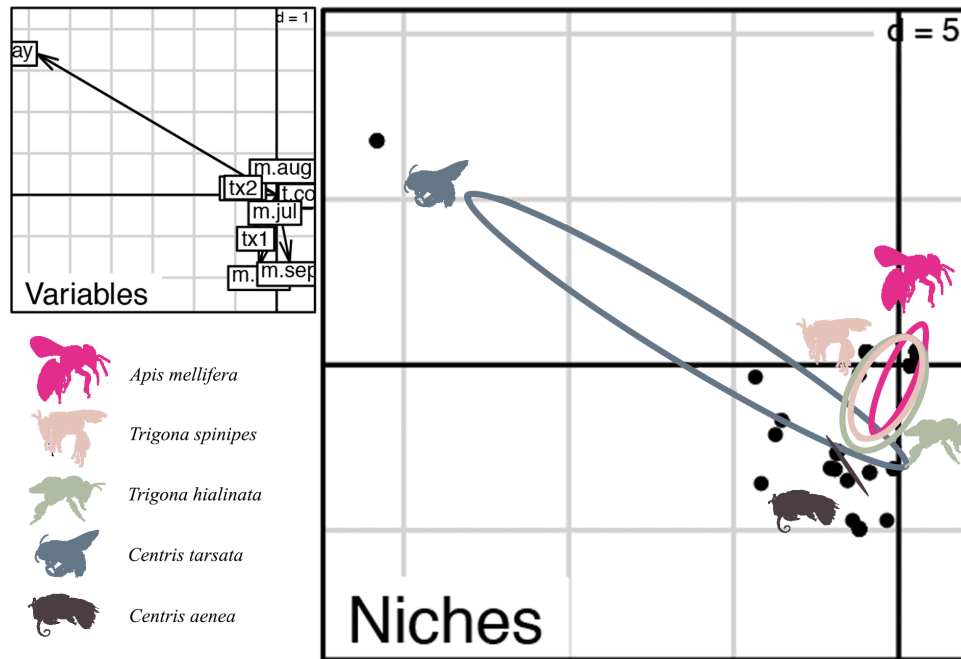 d = 1
ay
m.aug
tx2
t.co
m.jul
tx1
m.
m.sep
Variables
d = 5
Apis mellifera
Trigona spinipes
Trigona hialinata
Centris tarsata
Centris aenea
Niches